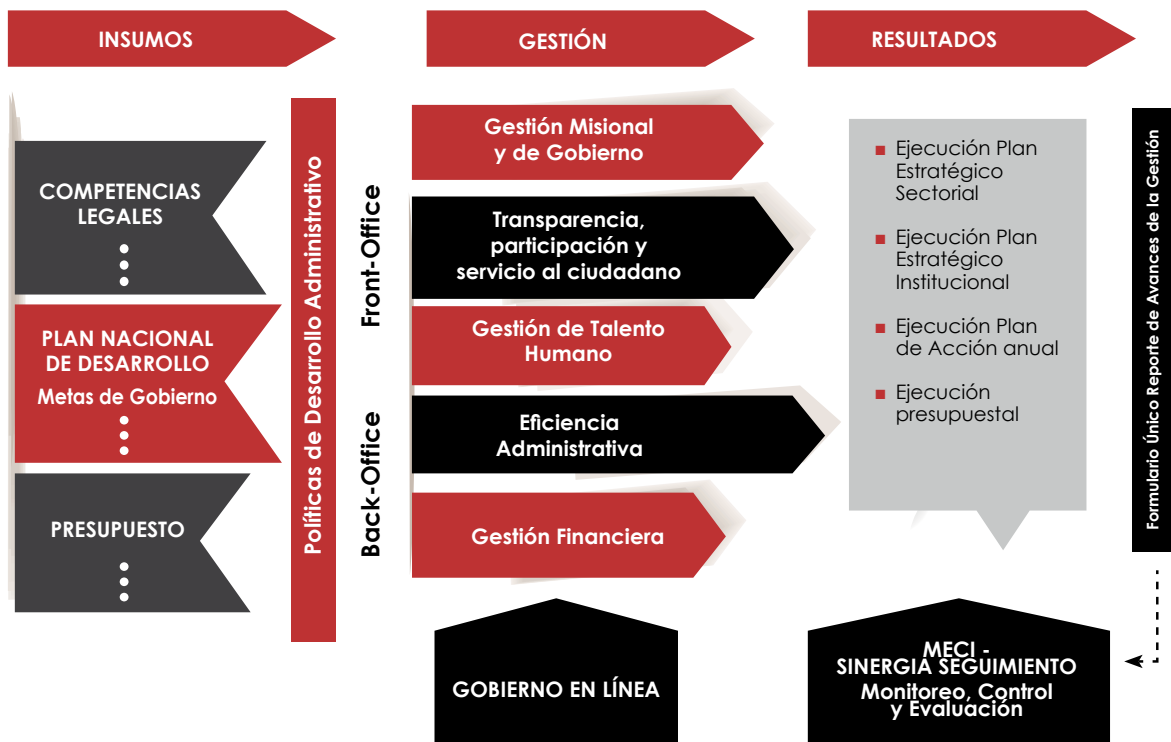 INSUMOS
GESTIÓN
RESULTADOS
COMPETENCIAS
LEGALES
PLAN NACIONAL
DE DESARROLLO
Metas de Gobierno
PRESUPUESTO
Políticas de Desarrollo Administrativo
Front-Office
Back-Office
Gestión Misional
y de Gobierno
Transparencia,
participación y
servicio al ciudadano
Gestión de Talento
Humano
Eficiencia
Administrativa
Gestión Financiera
GOBIERNO EN LÍNEA
Ejecución Plan
Estratégico
Sectorial
Ejecución Plan
Estratégico
Institucional
Ejecución Plan
de Acción anual
Ejecución
presupuestal
Formulario Único Reporte de Avances de la Gestión
MECI -
SINERGIA SEGUIMIENTO
Monitoreo, Control
y Evaluación